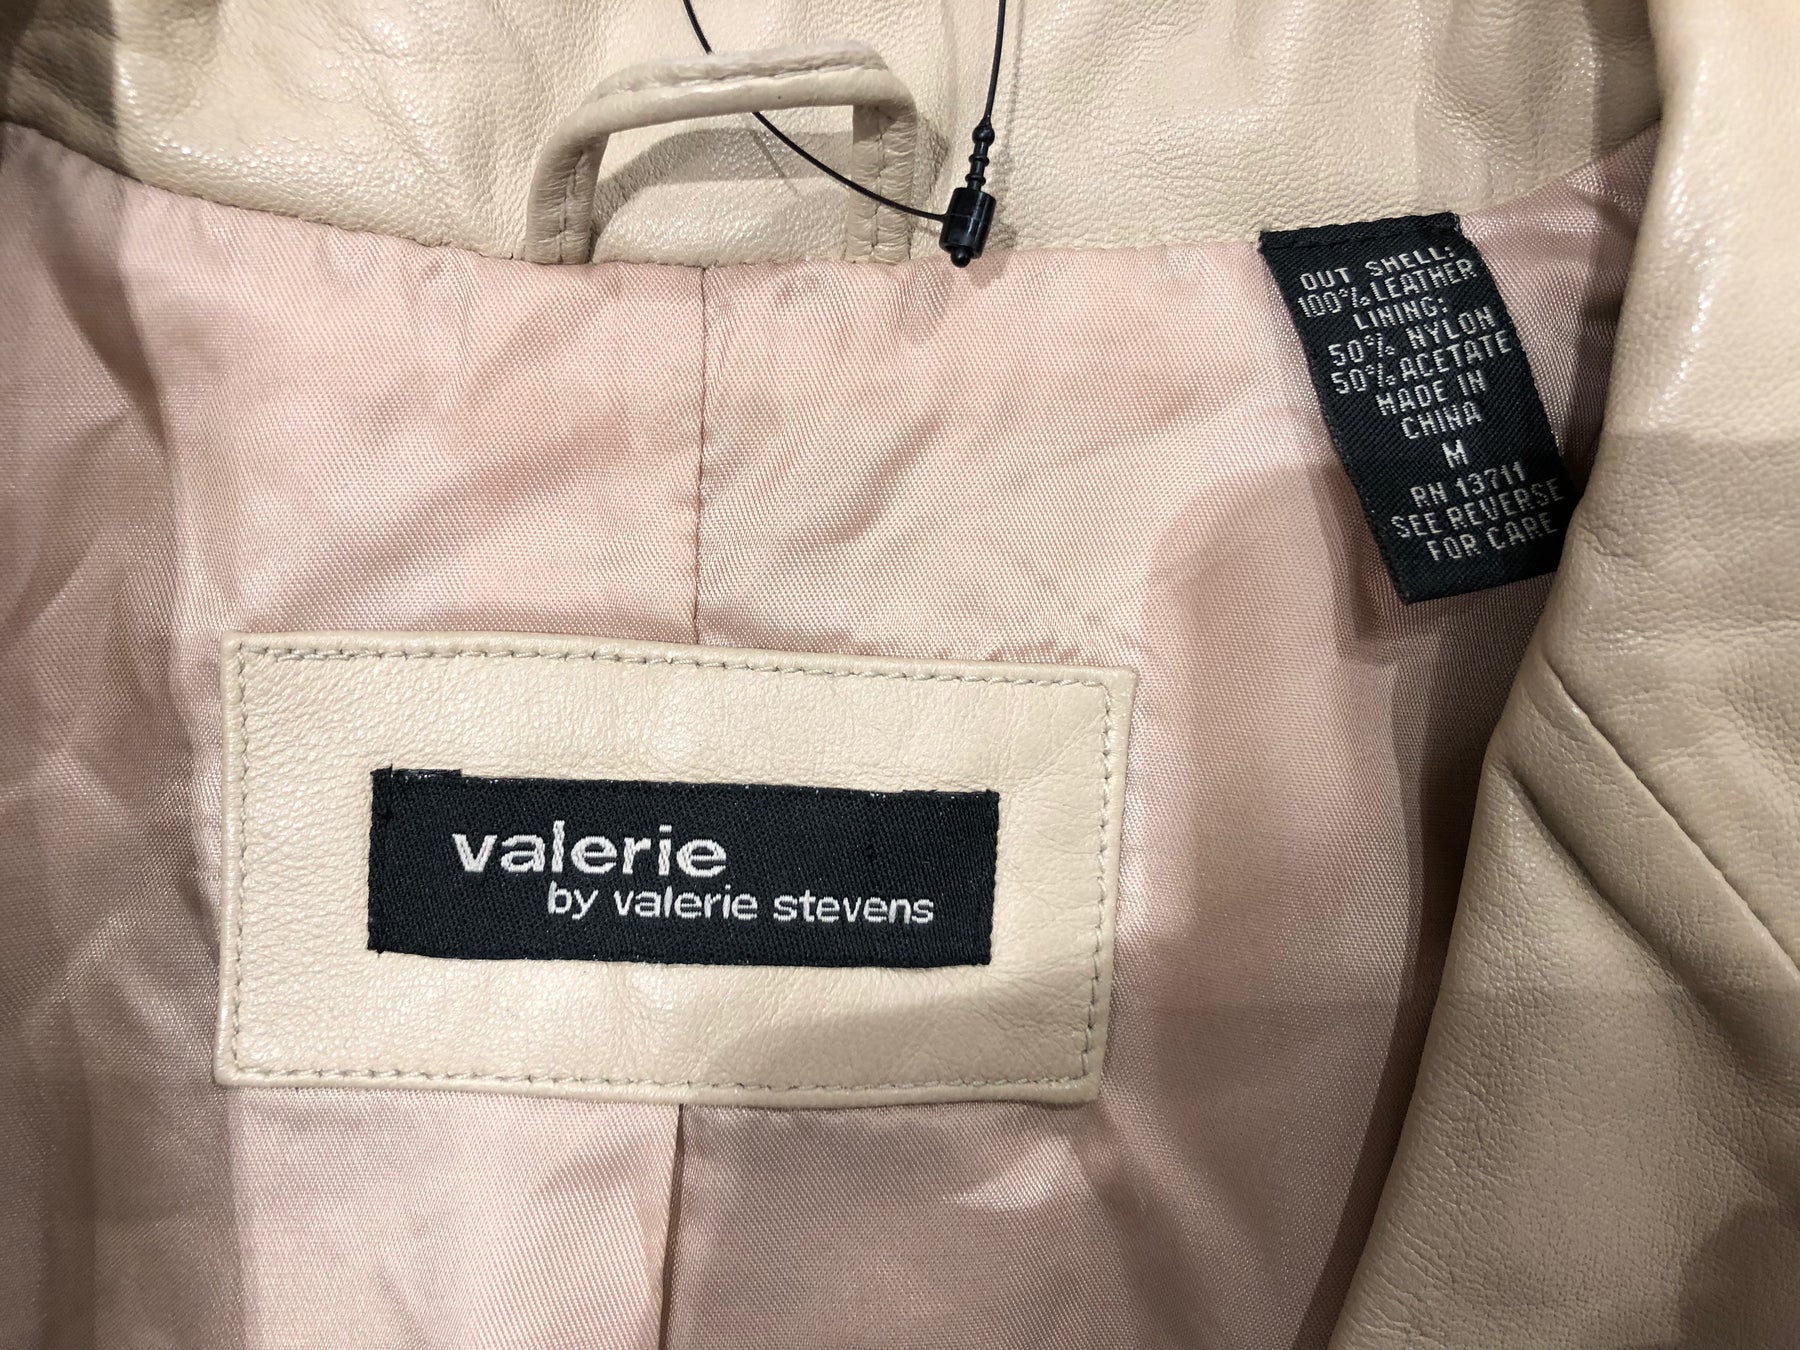 OUT SHELL:
100% LEATHER
LINING:
50% NYLON
50% ACETATE
MADE IN
CHINA
M
RN 13711
SEE REVERSE
FOR CARE
valerie
by valerie stevens